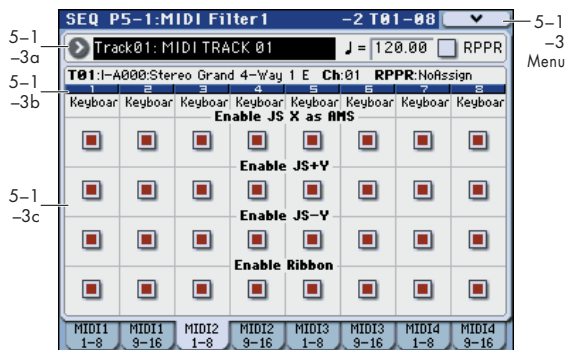 SEQ P5-1:MIDI Filter1 -2 T01-08
5-1
-3
Menu
5-1
-3a
Track01: MIDI TRACK 01 ♩ = 120.00 RPPR
5-1
-3b
T01:I-A000:Stereo Grand 4-Way 1 E Ch:01 RPPR:NoAssign
1 2 3 4 5 6 7 8
Keyboar Keyboar Keyboar Keyboar Keyboar Keyboar Keyboar Keyboar
Enable JS X as AMS
Enable JS+Y
5-1
-3c
Enable JS-Y
Enable Ribbon
MIDI1 MIDI1 MIDI2 MIDI2 MIDI3 MIDI3 MIDI4 MIDI4
1-8 9-16 1-8 9-16 1-8 9-16 1-8 9-16